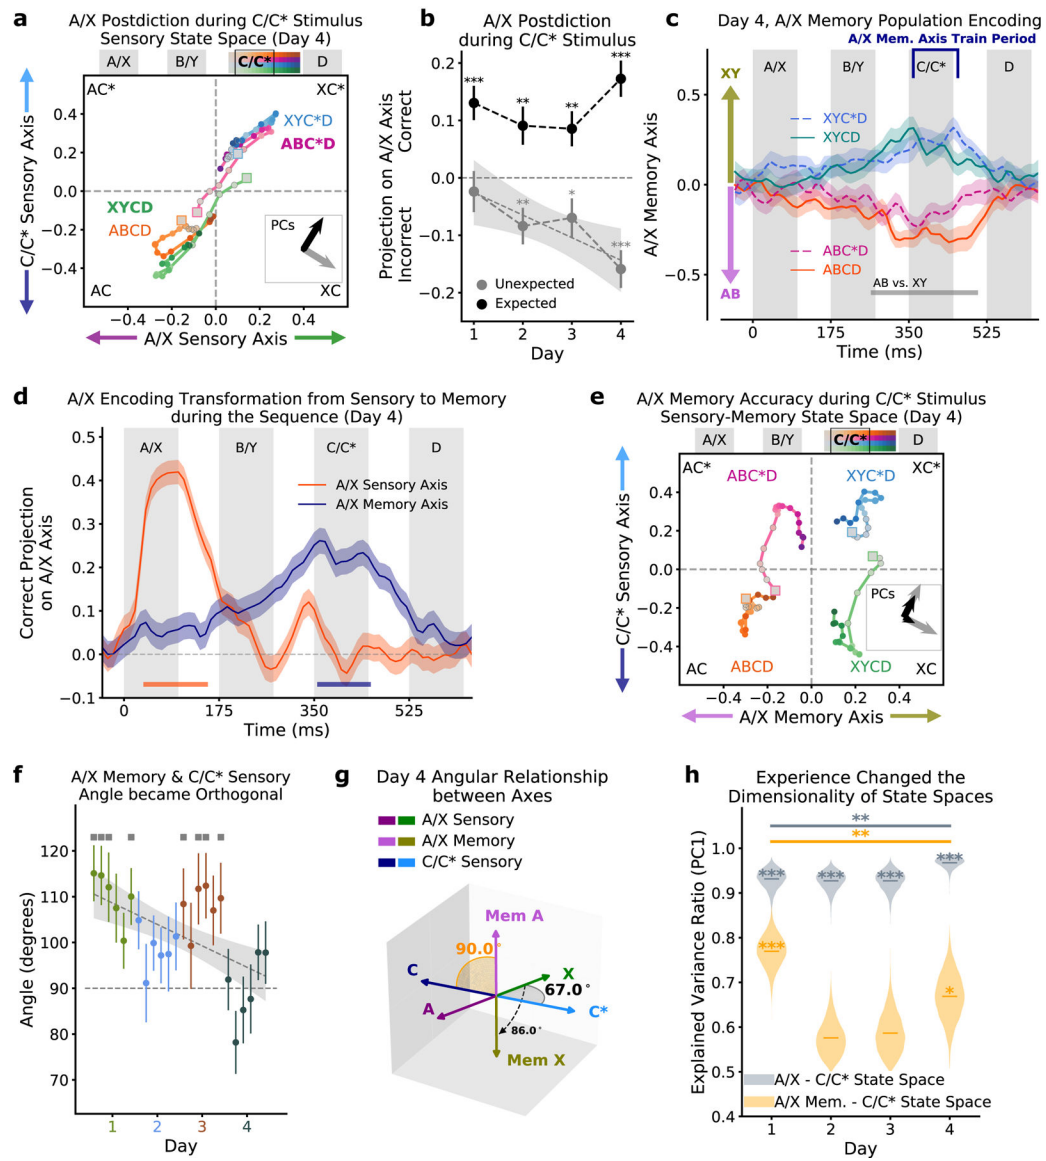 a
A/X Postdiction during C/C* Stimulus
Sensory State Space (Day 4)
A/X
B/Y
C/C*
D
AC*
XC*
XYC*D
ABC*D
XYCD
ABCD
PCs
AC
XC
0.4
0.2
0.0
−0.2
−0.4
−0.4
−0.2
0.0
0.2
0.4
C/C* Sensory Axis
A/X Sensory Axis
b
A/X Postdiction
during C/C* Stimulus
Projection on A/X Axis
Incorrect
Correct
0.2
0.1
0.0
−0.1
−0.2
***
**
**
***
**
*
***
Unexpected
Expected
1
2
3
4
Day
c
Day 4, A/X Memory Population Encoding
A/X Mem. Axis Train Period
A/X
B/Y
C/C*
D
XY
AB
A/X Memory Axis
0.5
0.0
−0.5
XYC*D
XYCD
ABC*D
ABCD
AB vs. XY
0
175
350
525
Time (ms)
d
A/X Encoding Transformation from Sensory to Memory
during the Sequence (Day 4)
A/X
B/Y
C/C*
D
A/X Sensory Axis
A/X Memory Axis
Correct Projection
on A/X Axis
0.5
0.4
0.3
0.2
0.1
0.0
−0.1
0
175
350
525
Time (ms)
e
A/X Memory Accuracy during C/C* Stimulus
Sensory-Memory State Space (Day 4)
A/X
B/Y
C/C*
D
AC*
XC*
ABC*D
XYC*D
PCs
ABCD
XYCD
AC
XC
0.4
0.2
0.0
−0.2
−0.4
−0.4
−0.2
0.0
0.2
0.4
C/C* Sensory Axis
A/X Memory Axis
f
A/X Memory & C/C* Sensory
Angle became Orthogonal
Angle (degrees)
120
110
100
90
80
70
1
2
3
4
Day
g
Day 4 Angular Relationship
between Axes
A/X Sensory
A/X Memory
C/C* Sensory
Mem A
90.0°
C
X
67.0°
A
C*
86.0°
Mem X
h
Experience Changed the
Dimensionality of State Spaces
**
**
***
***
***
***
***
*
Explained Variance Ratio (PC1)
1.0
0.9
0.8
0.7
0.6
0.5
0.4
A/X - C/C* State Space
A/X Mem. - C/C* State Space
1
2
3
4
Day